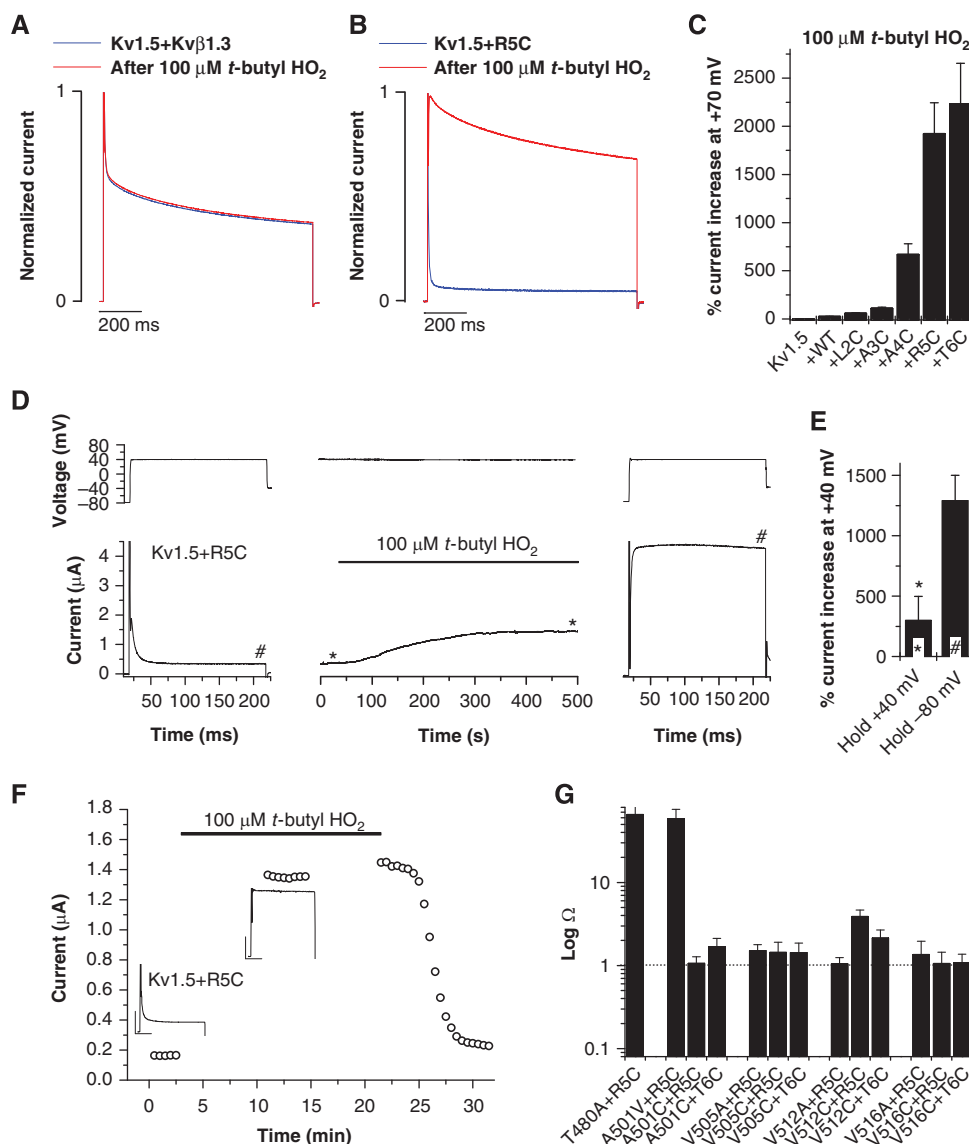 A
Kv1.5+Kvβ1.3
After 100 μM t-butyl HO2
Normalized current
1
0
200 ms
B
Kv1.5+R5C
After 100 μM t-butyl HO2
Normalized current
1
0
200 ms
C
100 μM t-butyl HO2
% current increase at +70 mV
2500
2000
1500
1000
500
0
Kv1.5
+WT
+L2C
+A3C
+A4C
+R5C
+T6C
D
Voltage (mV)
80
40
0
−40
−80
Current (μA)
4
3
2
1
0
Kv1.5+R5C
#
50 100 150 200
Time (ms)
100 μM t-butyl HO2
*
*
0 100 200 300 400 500
Time (s)
#
50 100 150 200
Time (ms)
E
% current increase at +40 mV
1500
1000
500
0
*
*
#
Hold +40 mV
Hold −80 mV
F
Current (μA)
1.8
1.6
1.4
1.2
1.0
0.8
0.6
0.4
0.2
0.0
100 μM t-butyl HO2
Kv1.5+R5C
0 5 10 15 20 25 30
Time (min)
G
Log Ω
10
1
0.1
T480A+R5C
A501V+R5C
A501C+R5C
A501C+T6C
V505A+R5C
V505C+R5C
V505C+T6C
V512A+R5C
V512C+R5C
V512C+T6C
V516A+R5C
V516C+R5C
V516C+T6C